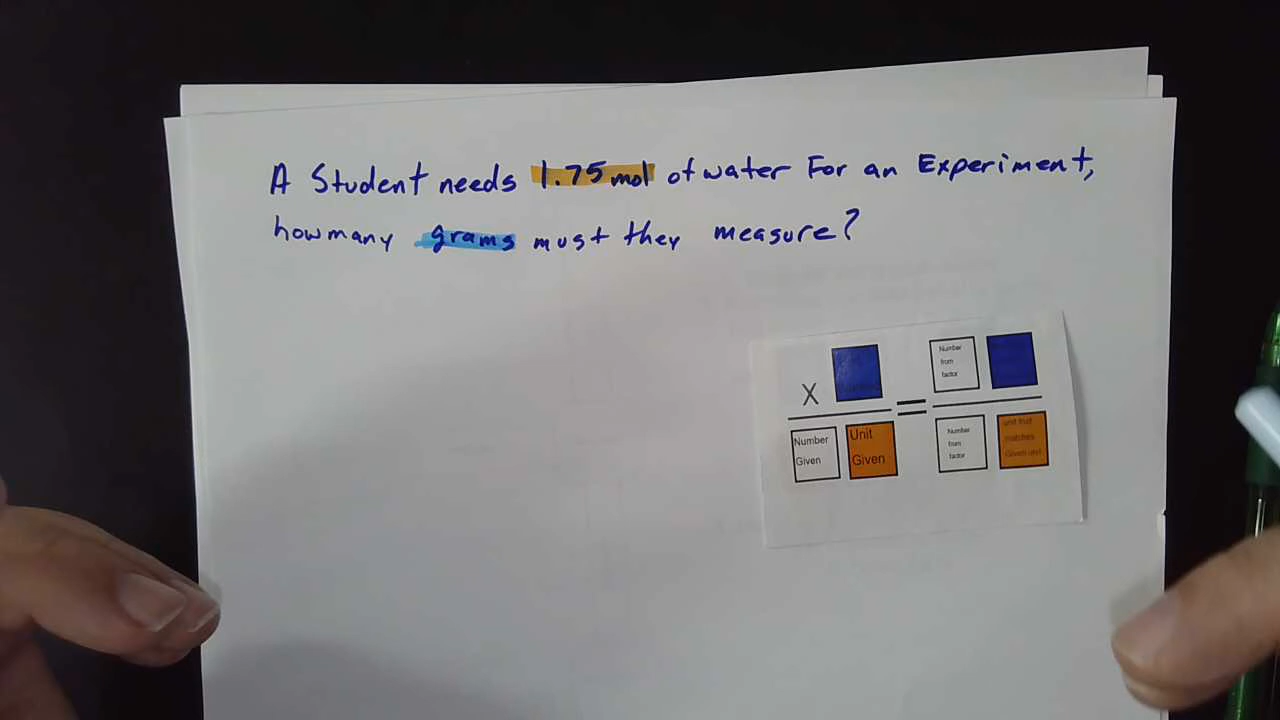 A Student needs 1.75 mol of water For an Experiment,
how many grams must they measure?
X
=
Number
Given
Unit
Given
Number
from
factor
Number
from
factor
unit that
matches
Given unit